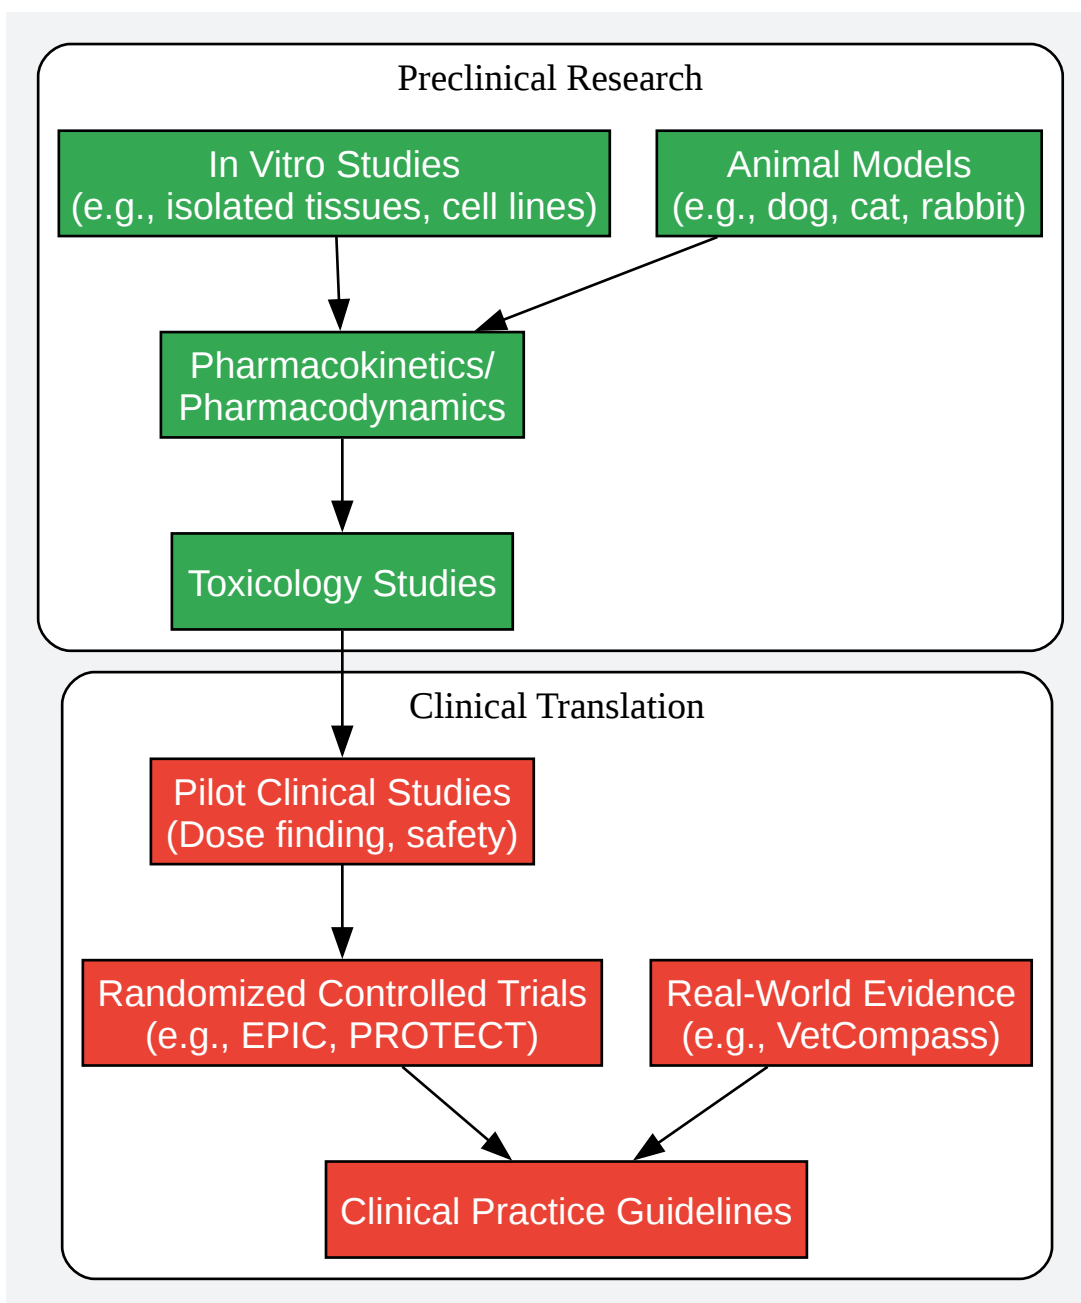 Preclinical Research
In Vitro Studies
(e.g., isolated tissues, cell lines)
Animal Models
(e.g., dog, cat, rabbit)
Pharmacokinetics/
Pharmacodynamics
Toxicology Studies
Clinical Translation
Pilot Clinical Studies
(Dose finding, safety)
Randomized Controlled Trials
(e.g., EPIC, PROTECT)
Real-World Evidence
(e.g., VetCompass)
Clinical Practice Guidelines